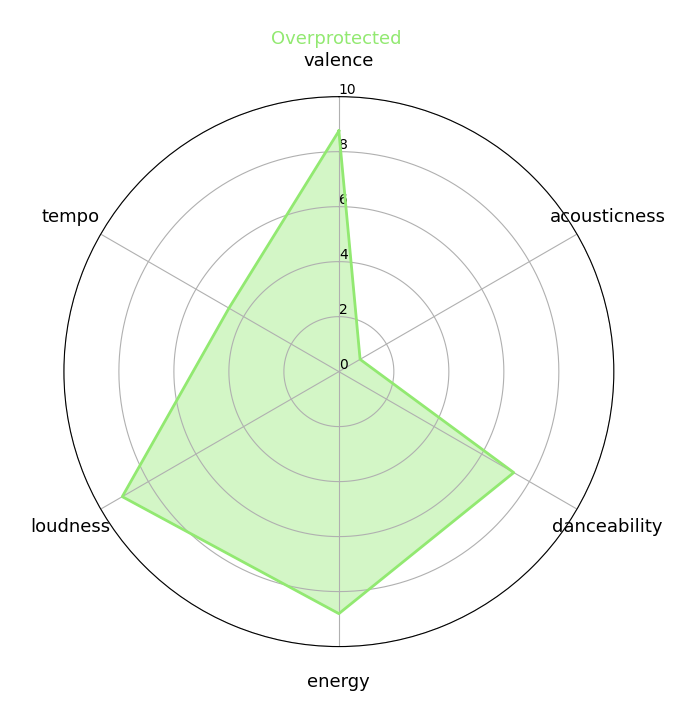 Overprotected
valence
10
8
6
4
2
0
tempo
acousticness
loudness
danceability
energy